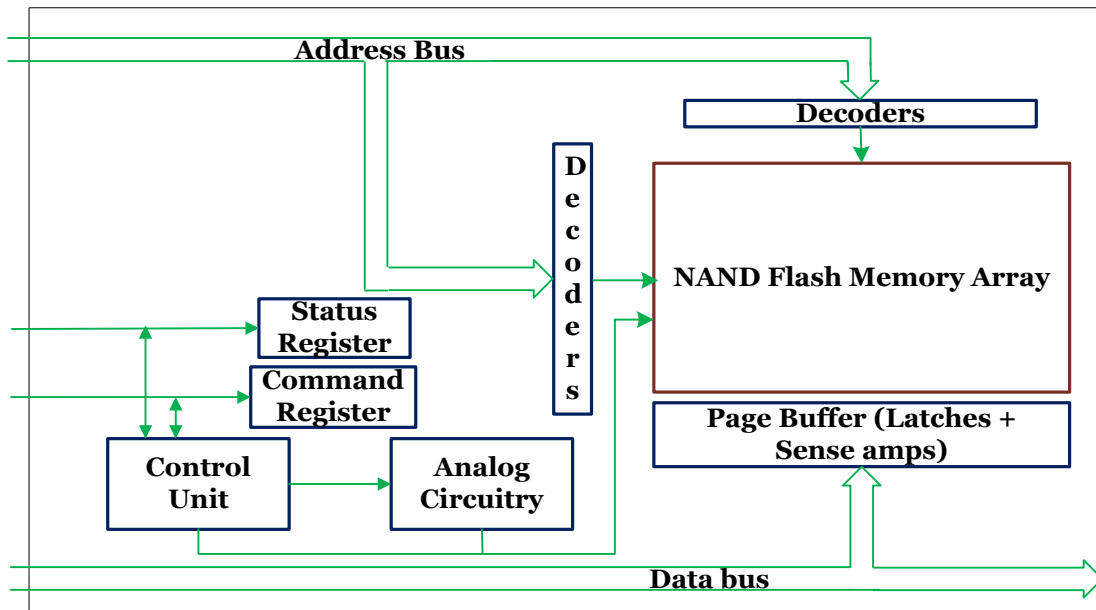 Address Bus
Decoders
D
e
c
o
d
e
r
s
NAND Flash Memory Array
Status
Register
Command
Register
Page Buffer (Latches +
Sense amps)
Control
Unit
Analog
Circuitry
Data bus